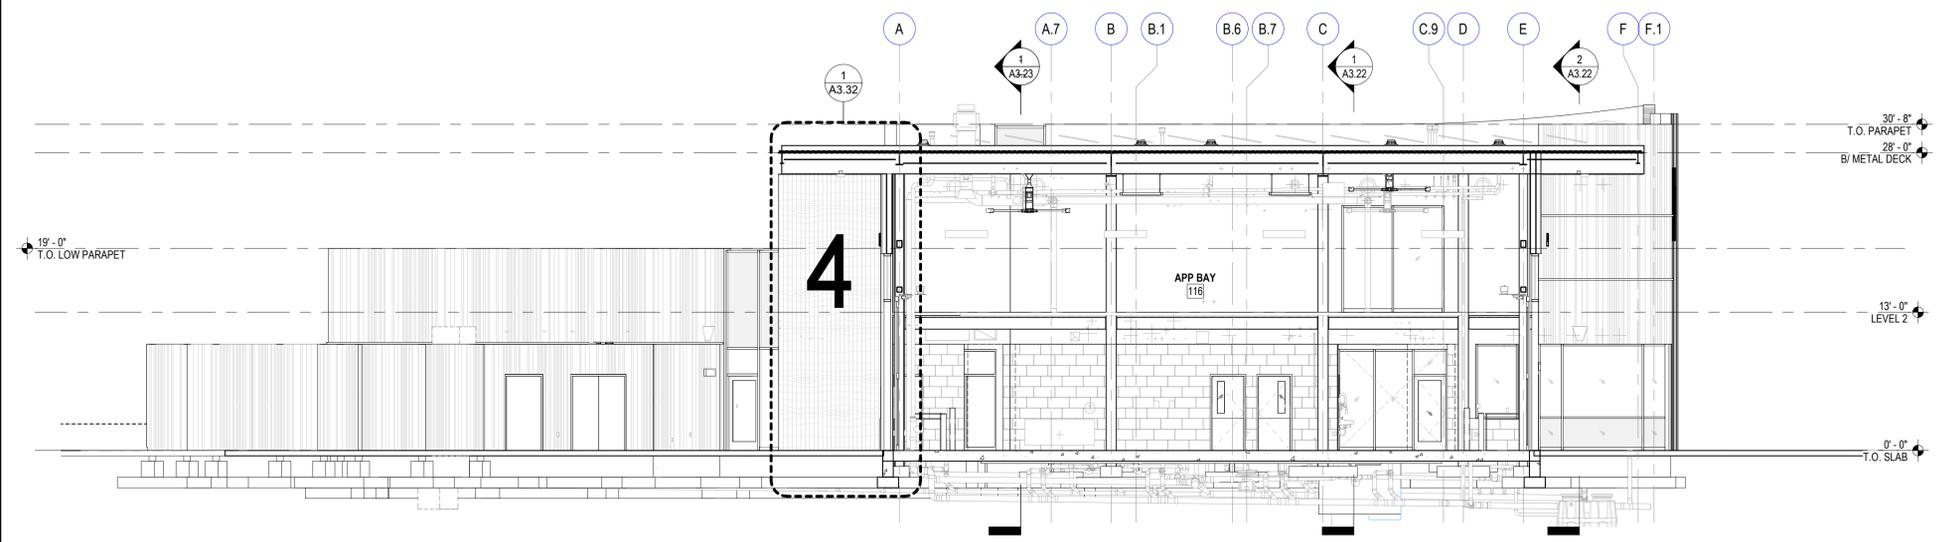 A
A.7
B
B.1
B.6
B.7
C
C.9
D
E
F
F.1
1
A3.32
1
A3.23
1
A3.22
2
A3.22
30' - 8"
T.O. PARAPET
28' - 0"
B/ METAL DECK
19' - 0"
T.O. LOW PARAPET
4
APP BAY
116
13' - 0"
LEVEL 2
0' - 0"
T.O. SLAB